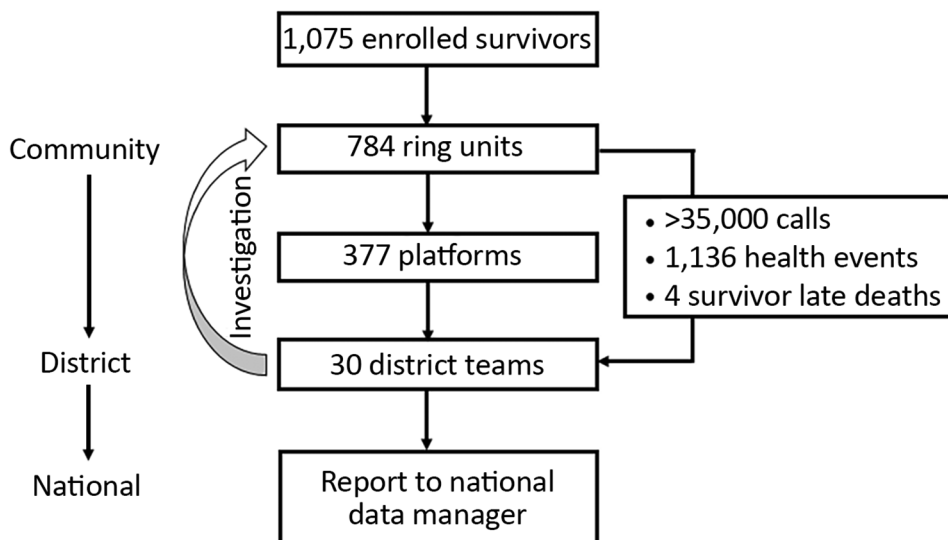 1,075 enrolled survivors
Community
784 ring units
Investigation
• >35,000 calls
• 1,136 health events
• 4 survivor late deaths
377 platforms
District
30 district teams
National
Report to national
data manager